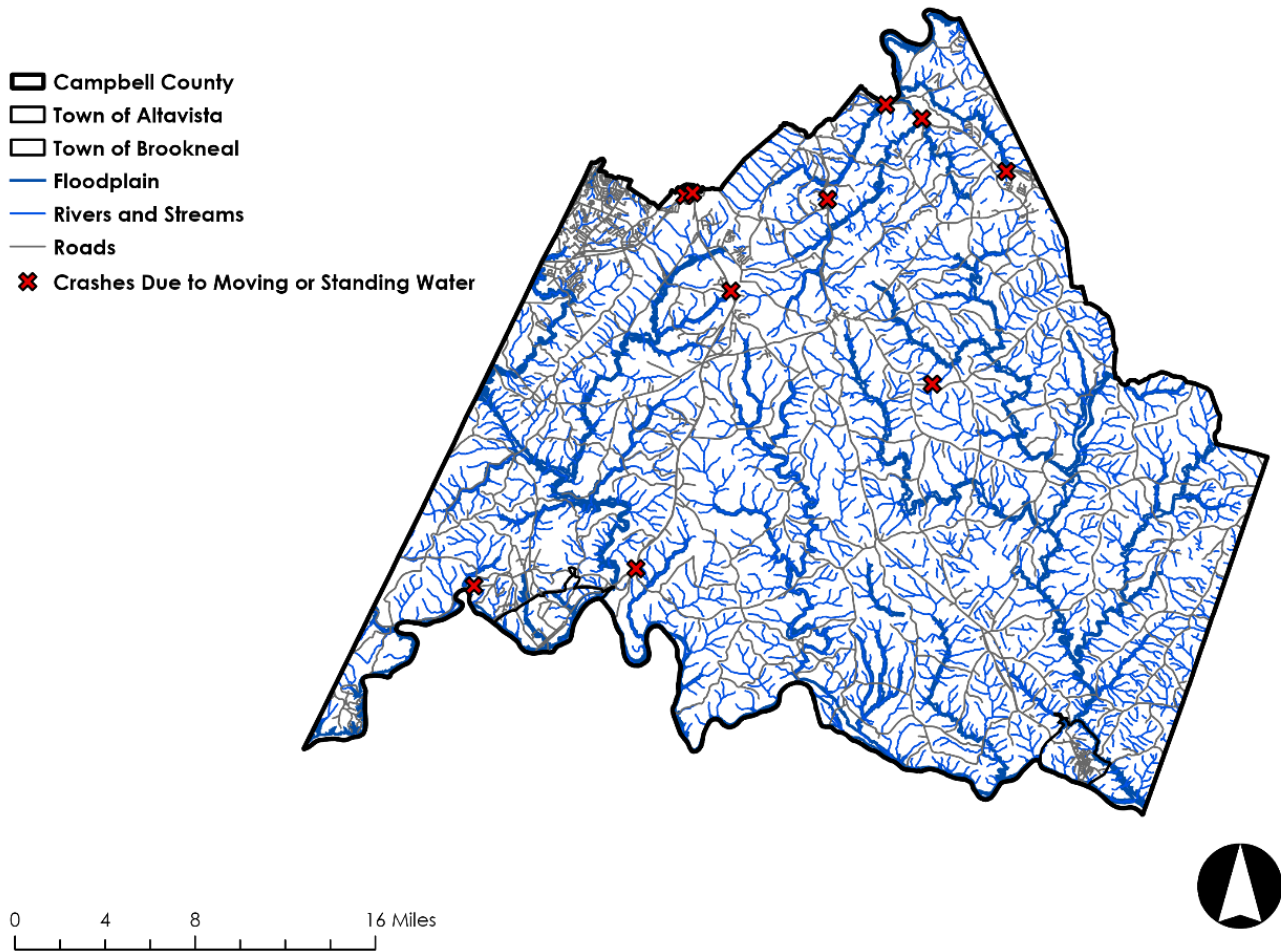 Campbell County
Town of Altavista
Town of Brookneal
Floodplain
Rivers and Streams
Roads
Crashes Due to Moving or Standing Water
0 4 8 16 Miles